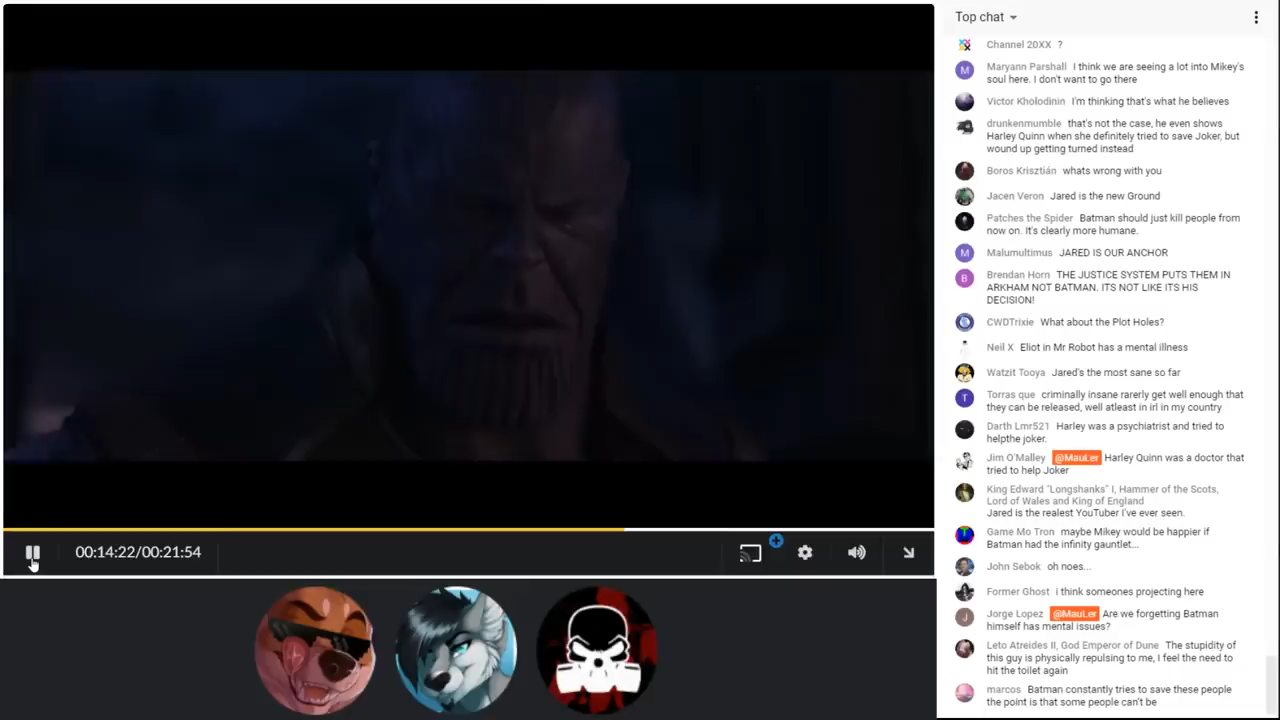 Top chat
Channel 20XX ?
Maryann Parshall I think we are seeing a lot into Mikey's
soul here. I don't want to go there
Victor Kholodinin I'm thinking that's what he believes
drunkenmumble that's not the case, he even shows
Harley Quinn when she definitely tried to save Joker, but
wound up getting turned instead
Boros Krisztián whats wrong with you
Jacen Veron Jared is the new Ground
Patches the Spider Batman should just kill people from
now on. It's clearly more humane.
M
Malumultimus JARED IS OUR ANCHOR
B
Brendan Horn THE JUSTICE SYSTEM PUTS THEM IN
ARKHAM NOT BATMAN. ITS NOT LIKE ITS HIS
DECISION!
CWDTrixie What about the Plot Holes?
Neil X Eliot in Mr Robot has a mental illness
Watzit Tooya Jared's the most sane so far
T
Torras que criminally insane rarerly get well enough that
they can be released, well atleast in irl in my country
Darth Lmr521 Harley was a psychiatrist and tried to
helpthe joker.
Jim O'Malley @MauLer Harley Quinn was a doctor that
tried to help Joker
King Edward "Longshanks" I, Hammer of the Scots,
Lord of Wales and King of England
Jared is the realest YouTuber I've ever seen.
Game Mo Tron maybe Mikey would be happier if
Batman had the infinity gauntlet...
John Sebok oh noes...
Former Ghost i think someones projecting here
J
Jorge Lopez @MauLer Are we forgetting Batman
himself has mental issues?
Leto Atreides II, God Emperor of Dune The stupidity of
this guy is physically repulsing to me, I feel the need to
hit the toilet again
marcos Batman constantly tries to save these people
the point is that some people can't be
00:14:22/00:21:54
M